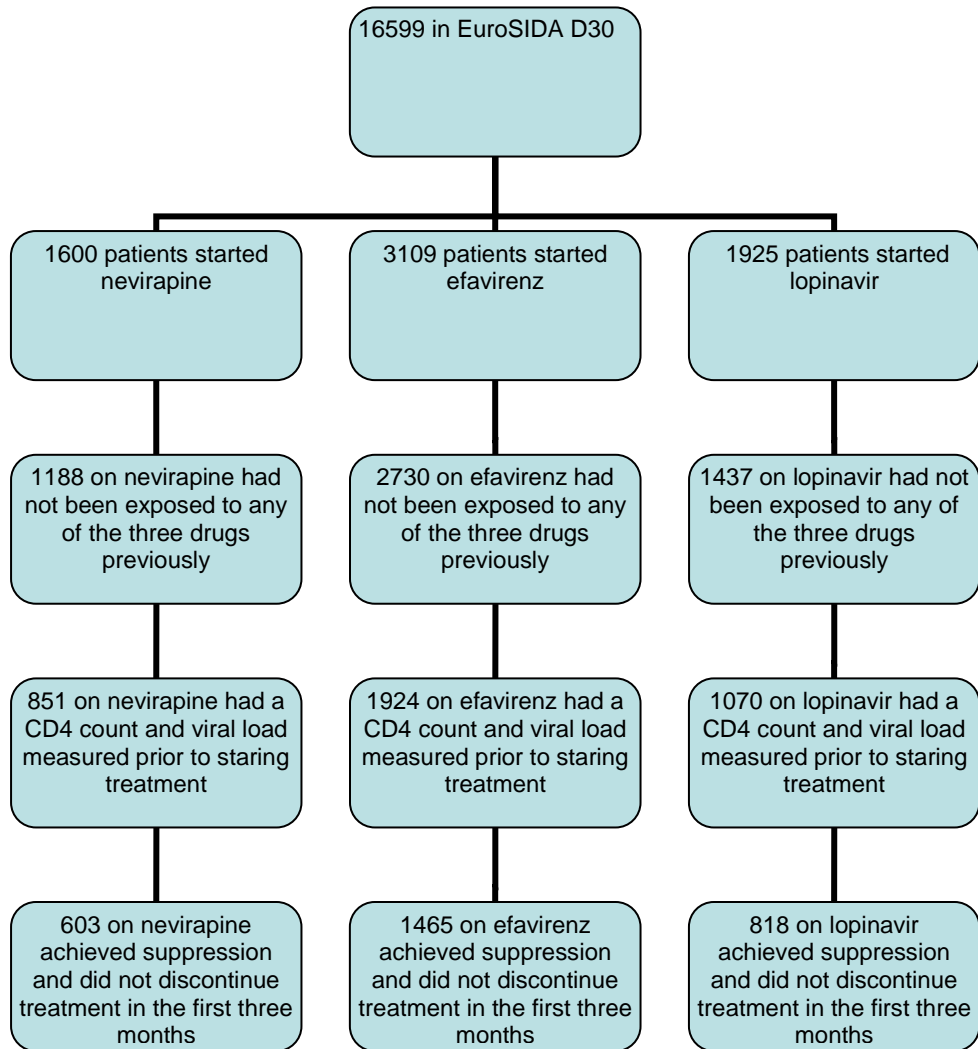 16599 in EuroSIDA D30
1600 patients started
nevirapine
3109 patients started
efavirenz
1925 patients started
lopinavir
1188 on nevirapine had
not been exposed to any
of the three drugs
previously
2730 on efavirenz had
not been exposed to any
of the three drugs
previously
1437 on lopinavir had not
been exposed to any of
the three drugs
previously
851 on nevirapine had a
CD4 count and viral load
measured prior to staring
treatment
1924 on efavirenz had a
CD4 count and viral load
measured prior to staring
treatment
1070 on lopinavir had a
CD4 count and viral load
measured prior to staring
treatment
603 on nevirapine
achieved suppression
and did not discontinue
treatment in the first three
months
1465 on efavirenz
achieved suppression
and did not discontinue
treatment in the first three
months
818 on lopinavir
achieved suppression
and did not discontinue
treatment in the first three
months